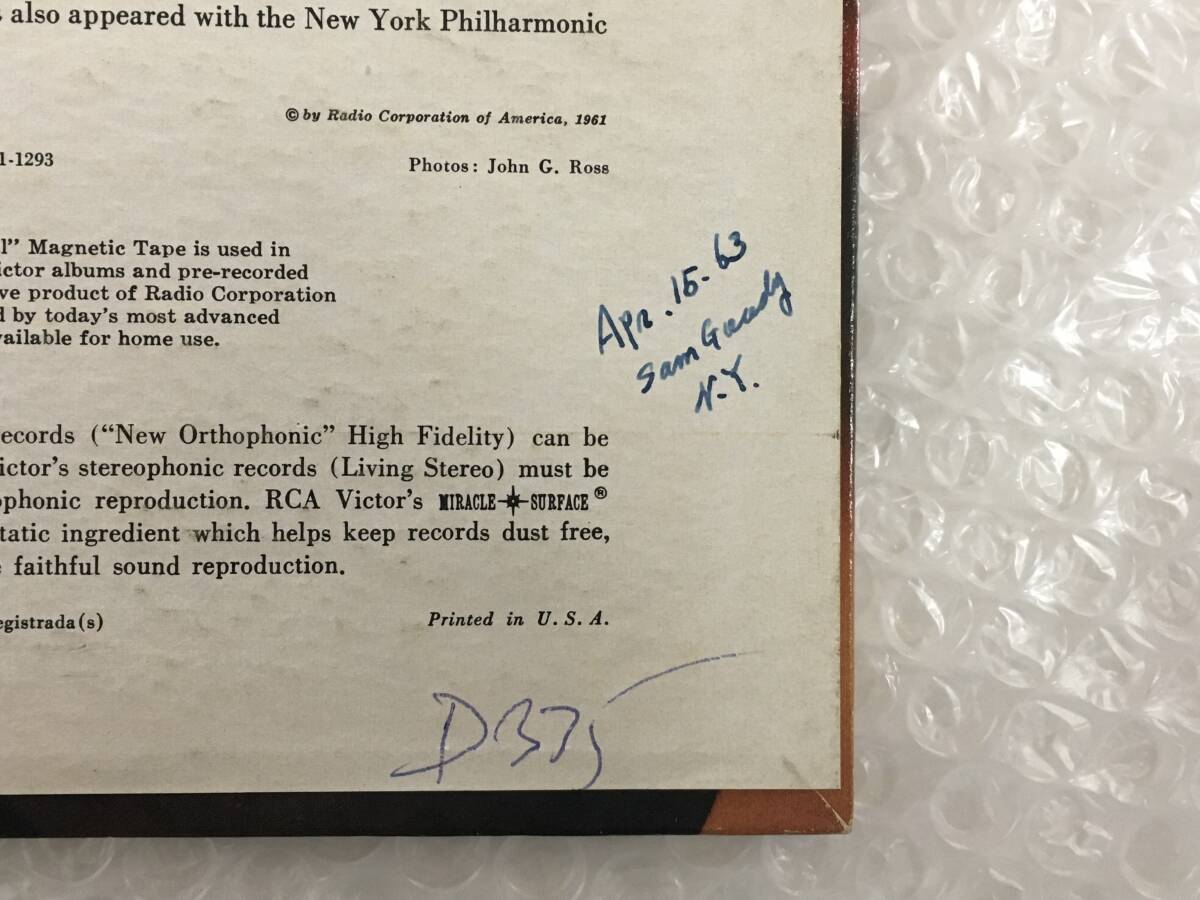 also appeared with the New York Philharmonic
© by Radio Corporation of America, 1961
1-1293
Photos: John G. Ross
l” Magnetic Tape is used in
ictor albums and pre-recorded
ve product of Radio Corporation
d by today's most advanced
ailable for home use.
Apr. 15-63
Sam Goody
N.Y.
ecords (“New Orthophonic” High Fidelity) can be
ictor's stereophonic records (Living Stereo) must be
ophonic reproduction. RCA Victor's MIRACLE SURFACE®
tatic ingredient which helps keep records dust free,
e faithful sound reproduction.
egistrada(s)
Printed in U. S. A.
D375